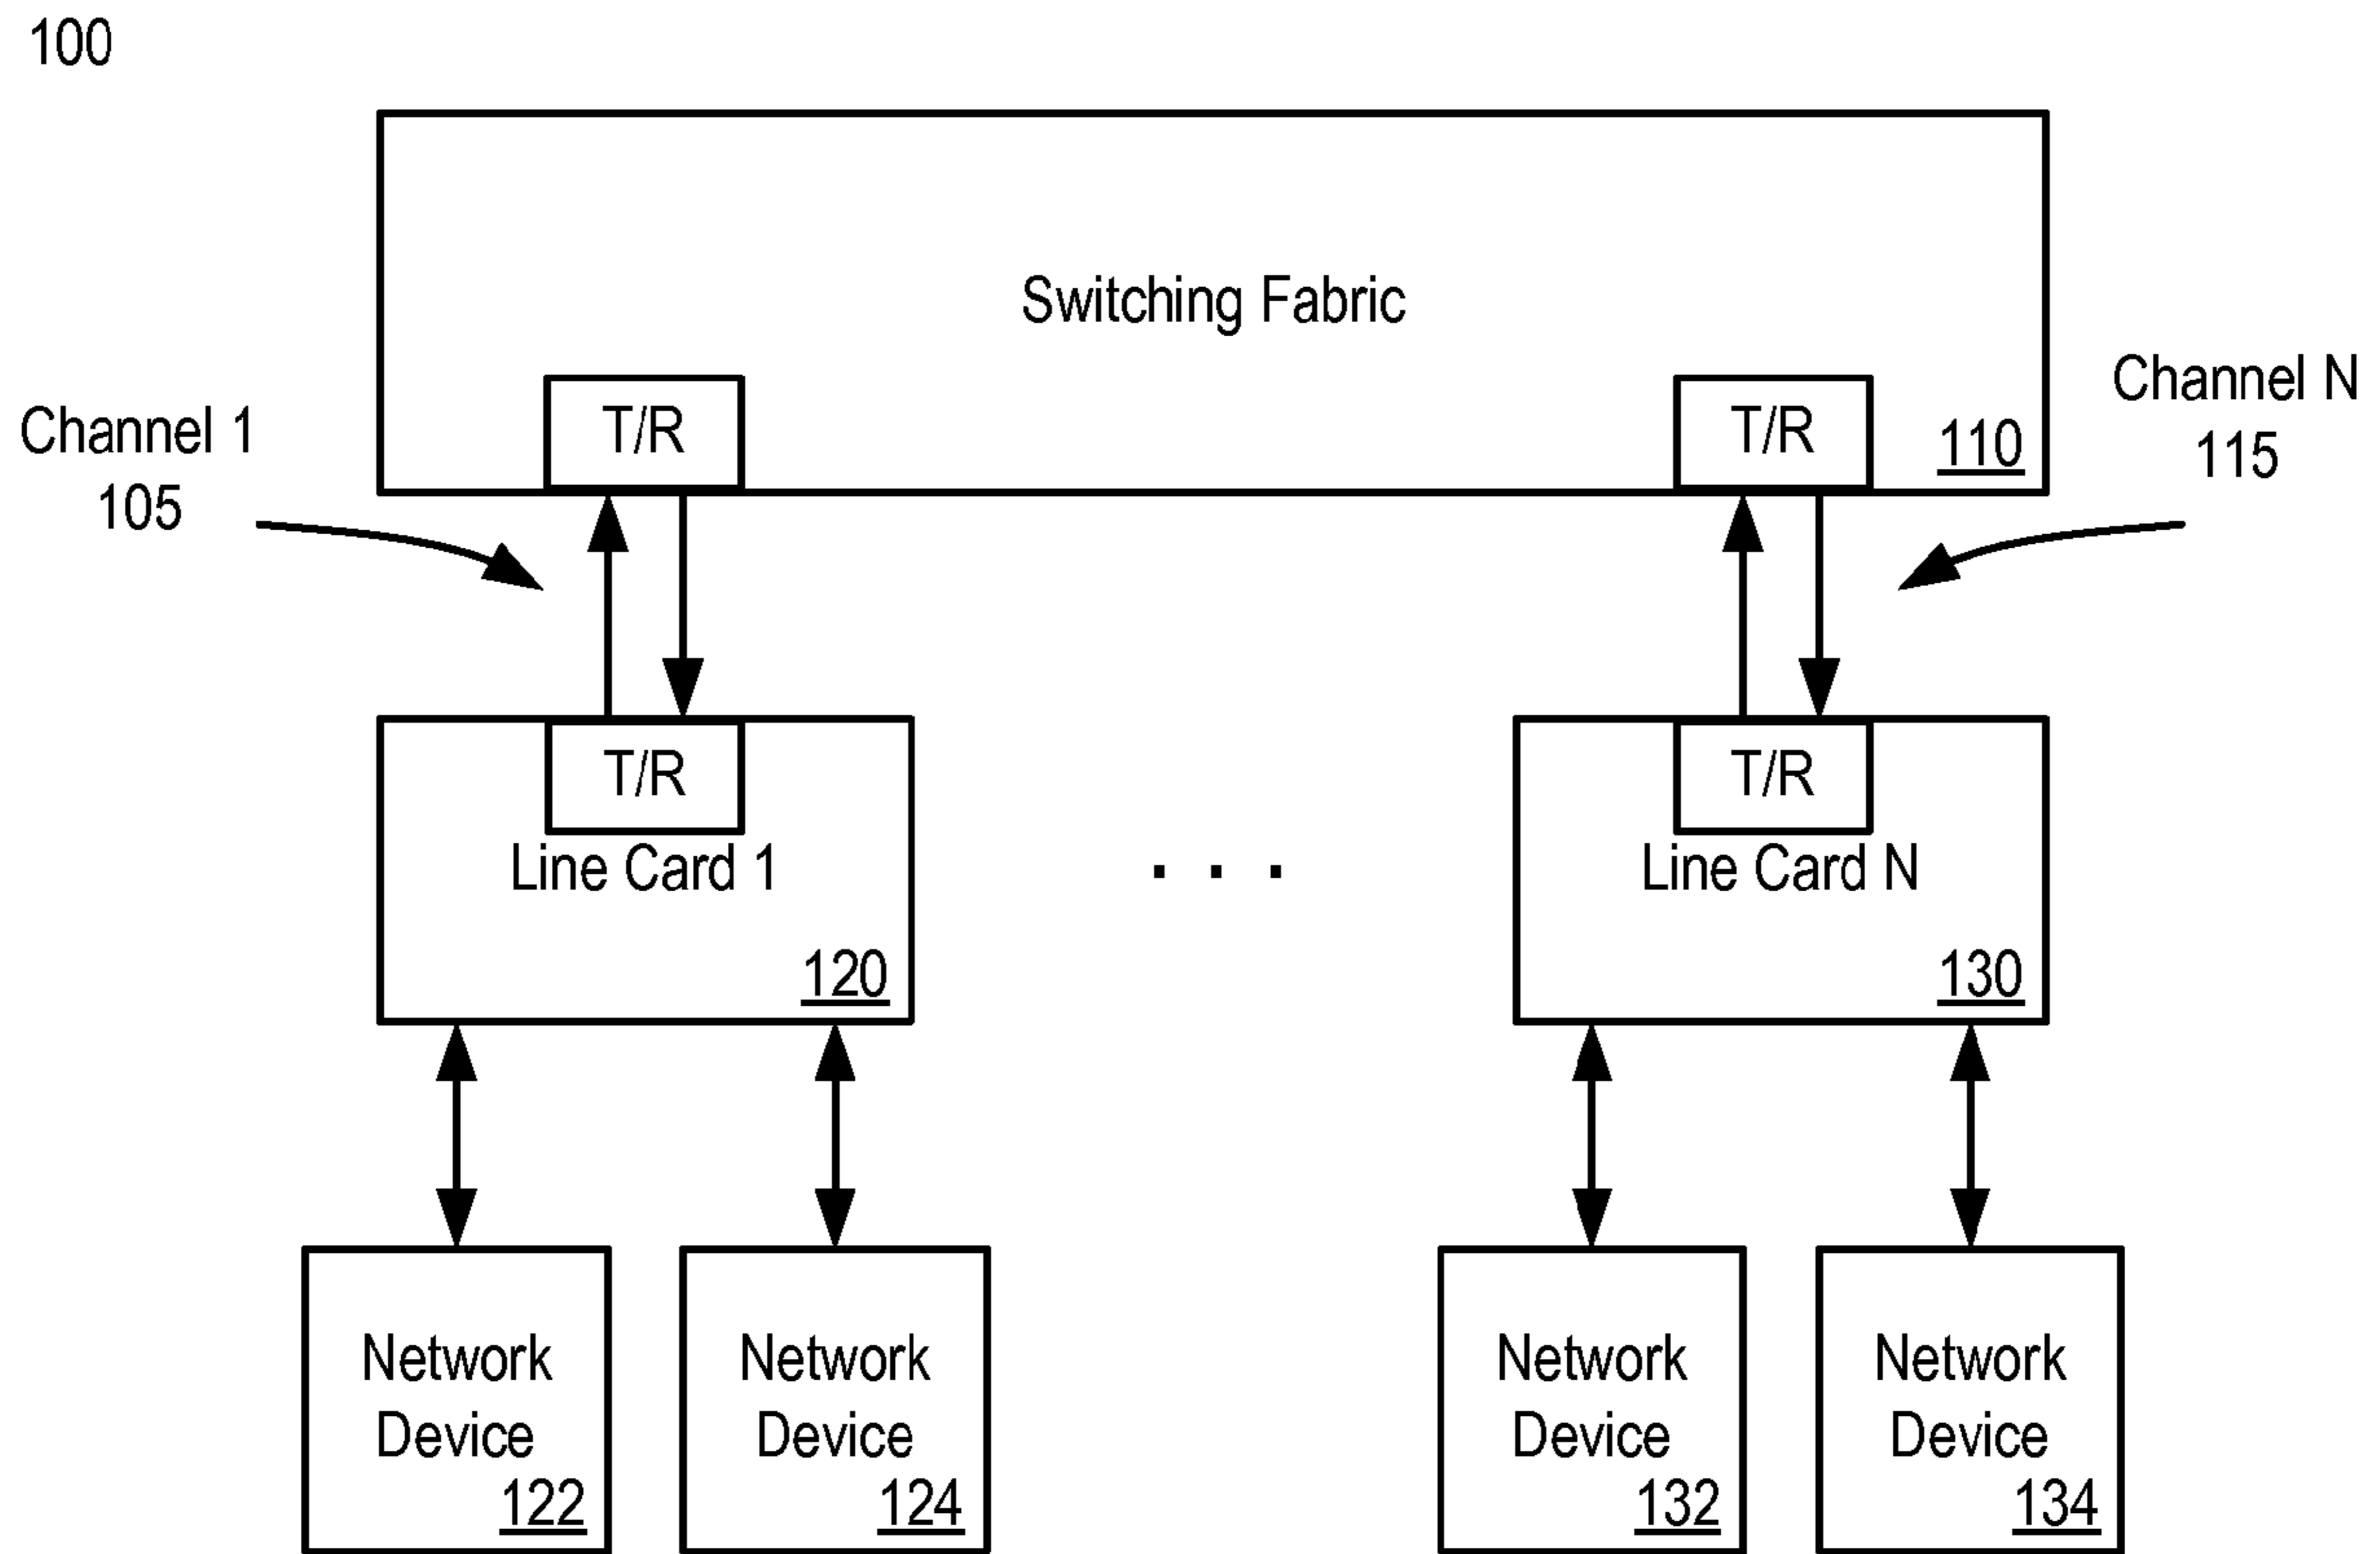 100
Switching Fabric
T/R
T/R
110
Channel 1
105
Channel N
115
T/R
Line Card 1
120
. . .
T/R
Line Card N
130
Network
Device
122
Network
Device
124
Network
Device
132
Network
Device
134